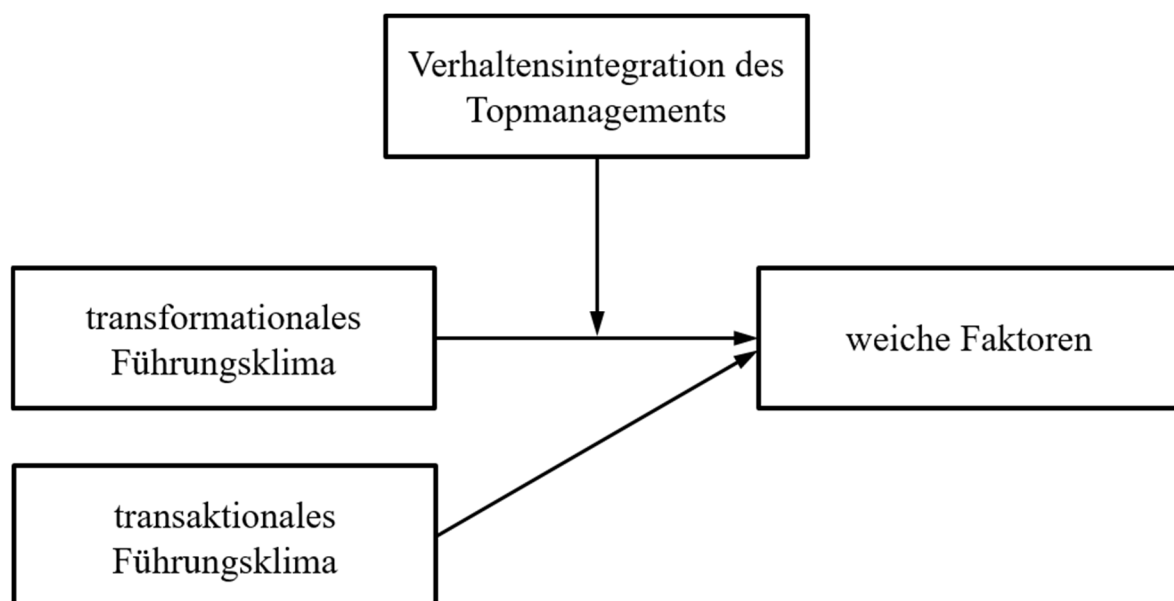 Verhaltensintegration des
Topmanagements
transformationales
Führungsklima
weiche Faktoren
transaktionales
Führungsklima